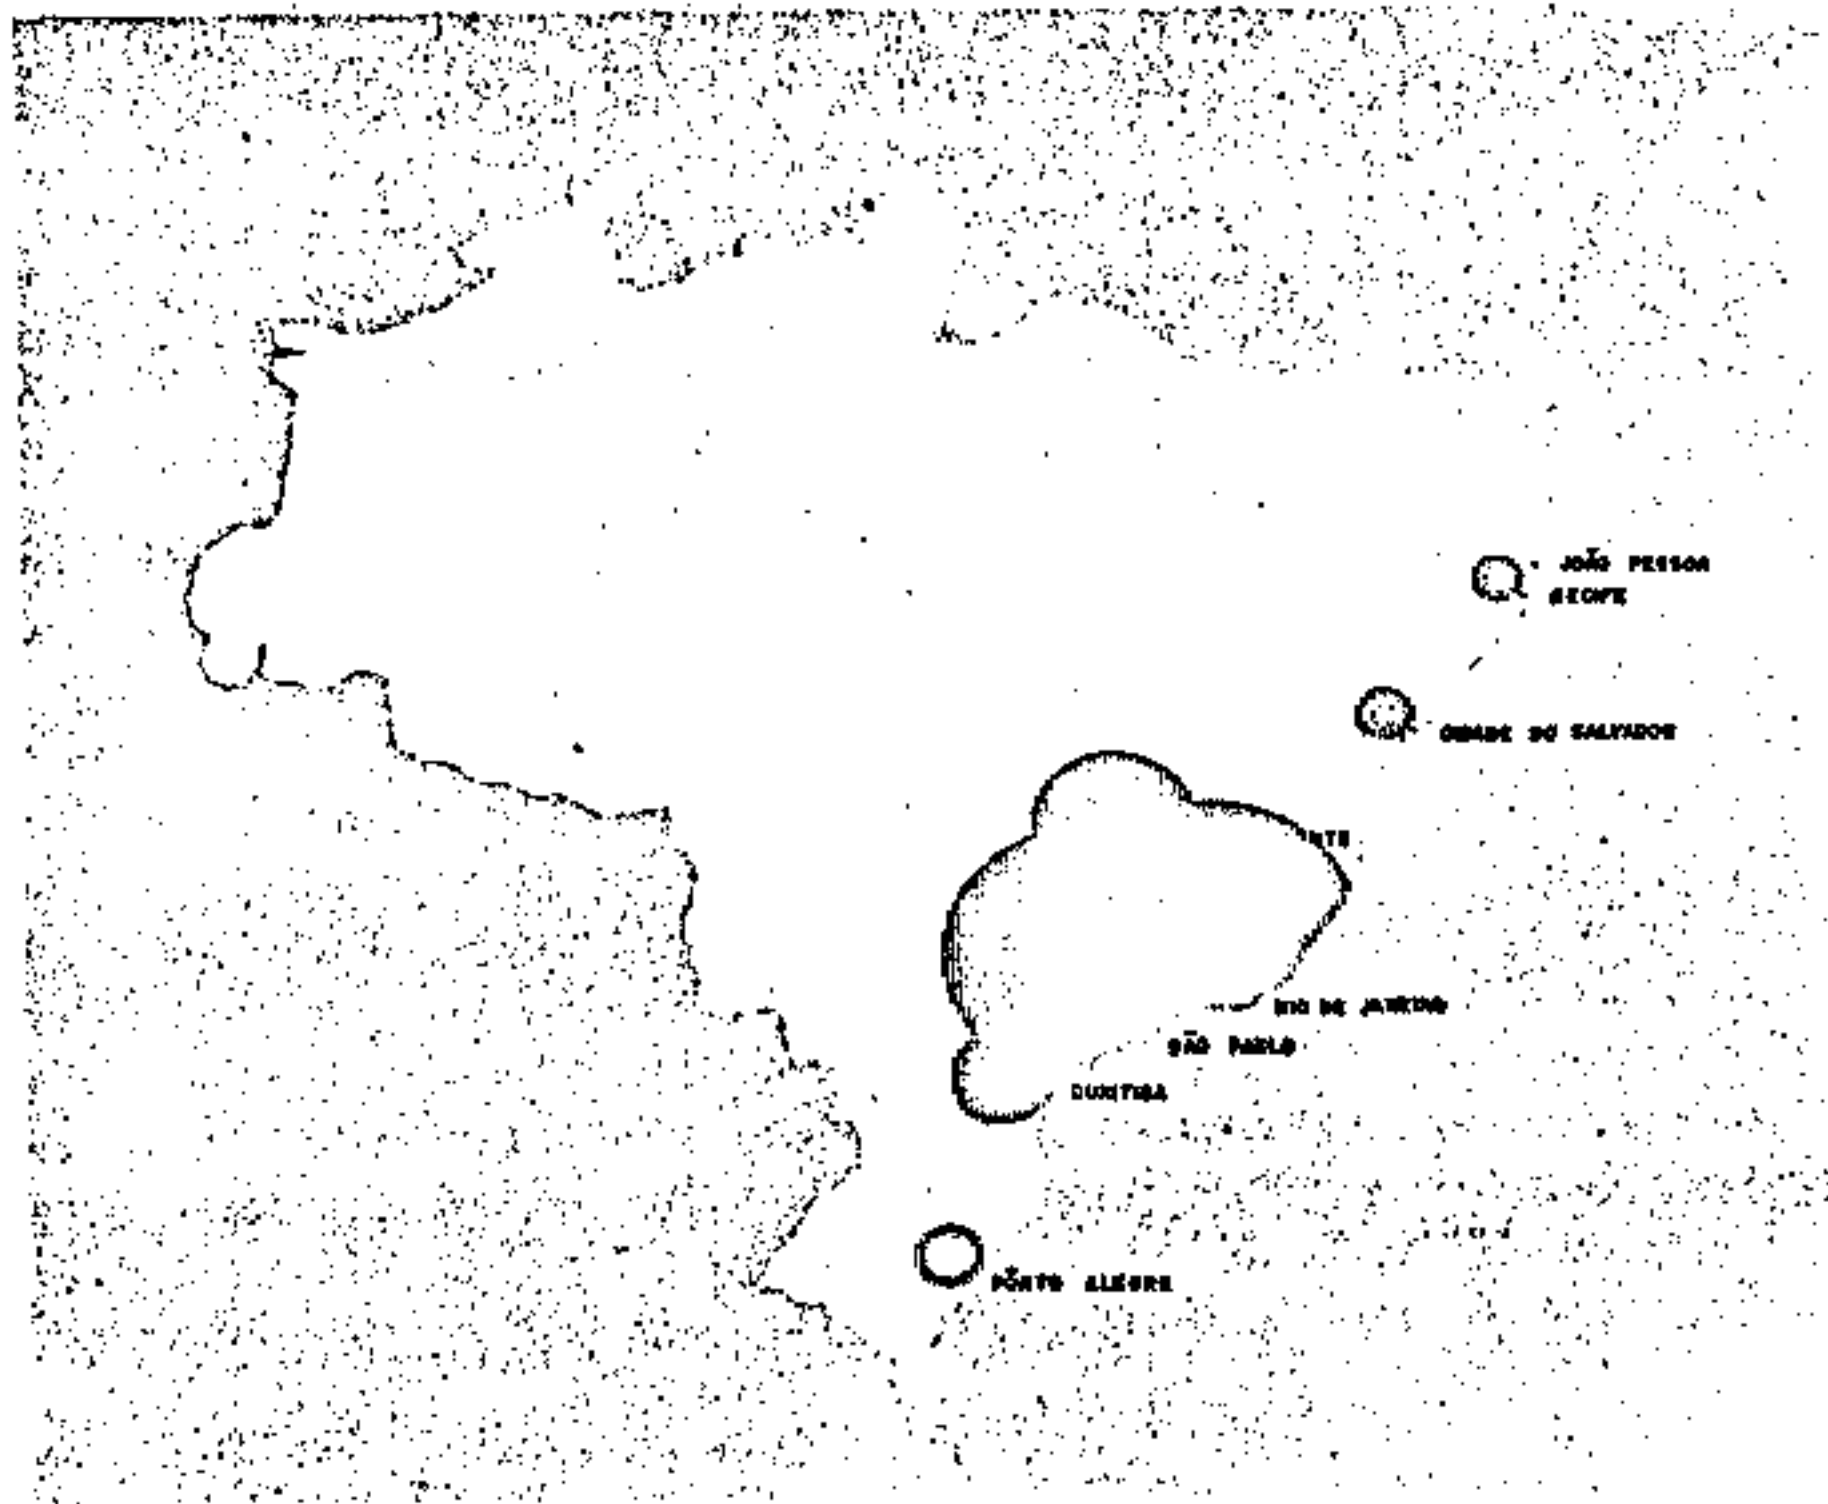 JOÃO PESSOA
RECIFE
CIDADE DO SALVADOR
RIO DE JANEIRO
SÃO PAULO
CURITIBA
PÔRTO ALEGRE